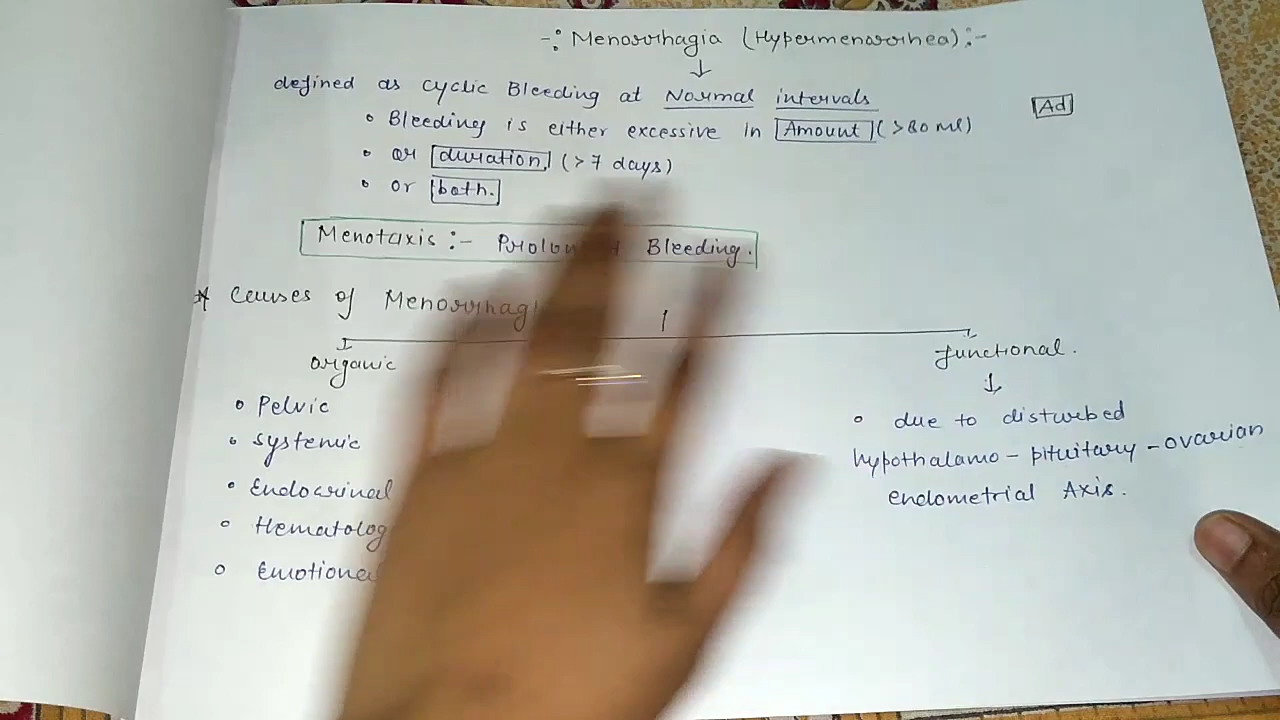 -: Menorrhagia (Hypermenorrhea) :-
↓
defined as cyclic Bleeding at Normal intervals
Ad
• Bleeding is either excessive in Amount (>80 ml)
• or duration, (>7 days)
• or both.
Menotaxis :- Bleeding.
* Causes of
organic
functional.
↓
• Pelvic
• Systemic
• Endocrinal
• due to disturbed
hypothalamo - pituitary - ovarian
endometrial Axis.